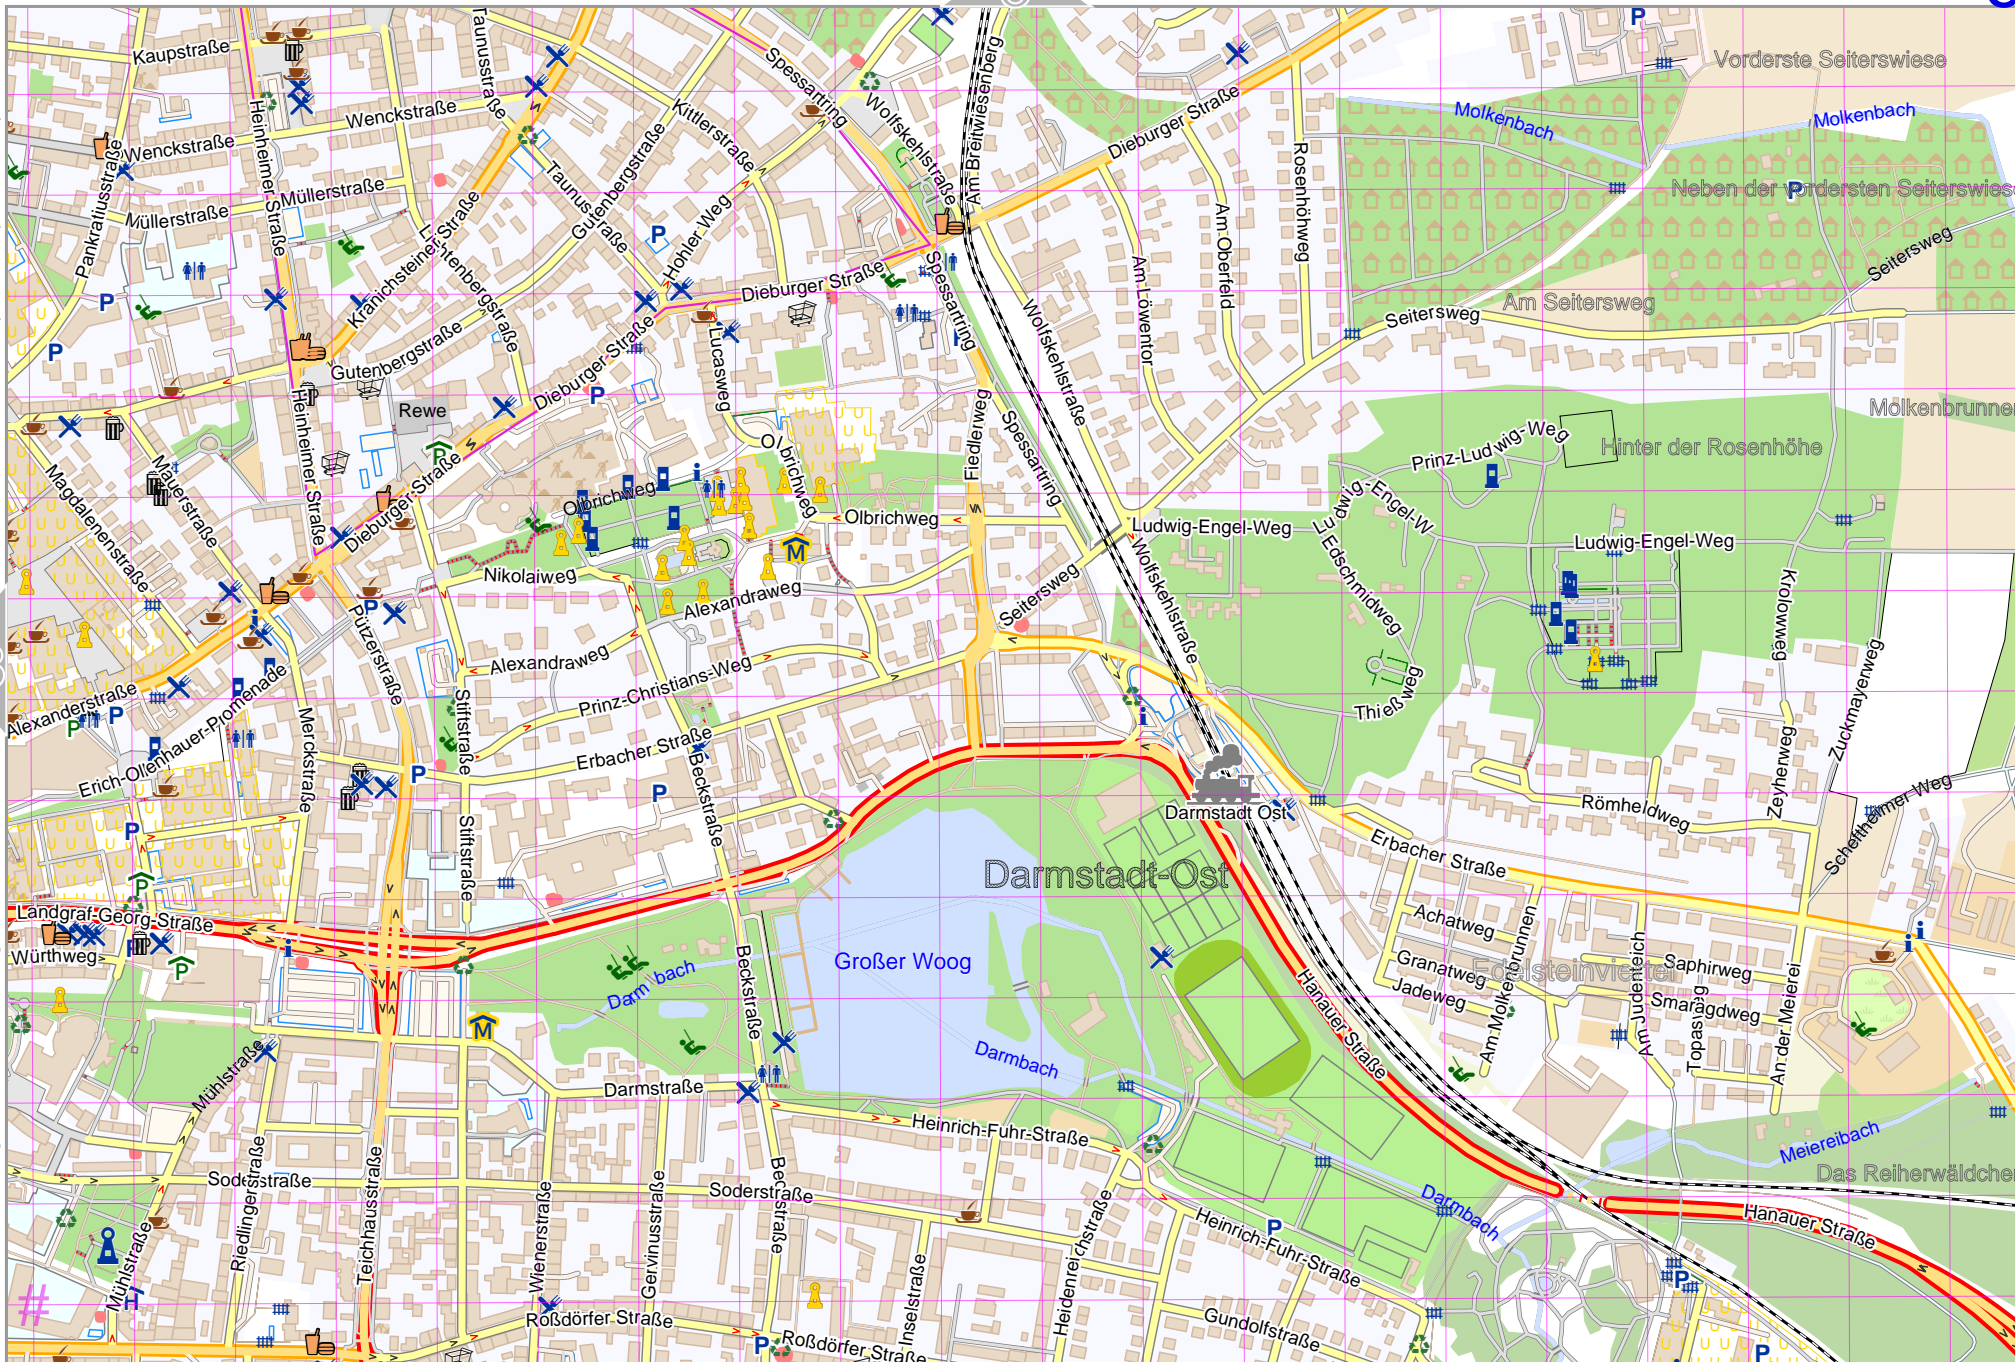 Kaupstraße
Taunusstraße
Spessartring
Wolfskehlstraße
Am Breitwiesenberg
Vorderste Seiterswiese
Heinheimer Straße
Wenckstraße
Kittlerstraße
Dieburger Straße
Molkenbach
Molkenbach
Wenckstraße
Pankratiusstraße
Müllerstraße
Müllerstraße
Taunusstraße
Gutenbergstraße
Rosenhöhweg
Neben der vordersten Seiterswiese
P
P
Hohler Weg
Am Oberfeld
Seitersweg
Kranichsteiner Straße
Lichtenbergstraße
Dieburger Straße
Spessartring
Am Löwentor
Am Seitersweg
Seitersweg
Gutenbergstraße
Dieburger Straße
Lucasweg
Wolfskehlstraße
Rewe
Heinheimer Straße
Fiedlerweg
Spessartring
Molkenbrunnen
Hinter der Rosenhöhe
Prinz-Ludwig-Weg
Magdalenenstraße
Mauerstraße
Dieburger Straße
Olbrichweg
Olbrichweg
Olbrichweg
Ludwig-Engel-Weg
Ludwig-Engel-W
Ludwig-Engel-Weg
Edschmidweg
Nikolaiweg
Alexandraweg
Seitersweg
Wolfskehlstraße
Krolowweg
Zuckmayerweg
Pützerstraße
Alexandraweg
Prinz-Christians-Weg
Thießweg
Alexanderstraße
Erich-Ollenhauer-Promenade
Merckstraße
Stiftsstraße
Erbacher Straße
Beckstraße
Zeyherweg
Römheldweg
Scheftheimer Weg
Darmstadt Ost
Erbacher Straße
Stiftstraße
Darmstadt-Ost
Landgraf-Georg-Straße
Würthweg
Großer Woog
Achatweg
Granatweg
Jadeweg
Edelsteinviertel
Saphirweg
Smaragdweg
Am Molkenbrunnen
Am Judenteich
Topasweg
An der Meierei
Darmbach
Beckstraße
Hanauer Straße
Darmbach
Mühlstraße
Darmstraße
Heinrich-Fuhr-Straße
Meiereibach
Das Reiherwäldchen
Soderstraße
Soderstraße
Riedlingerstraße
Teichhausstraße
Wienerstraße
Gervinusstraße
Beckstraße
Heidenreichstraße
Heinrich-Fuhr-Straße
Darmbach
Hanauer Straße
Mühlstraße
H
#
Inselstraße
Roßdörfer Straße
Roßdörfer Straße
Gundolfstraße